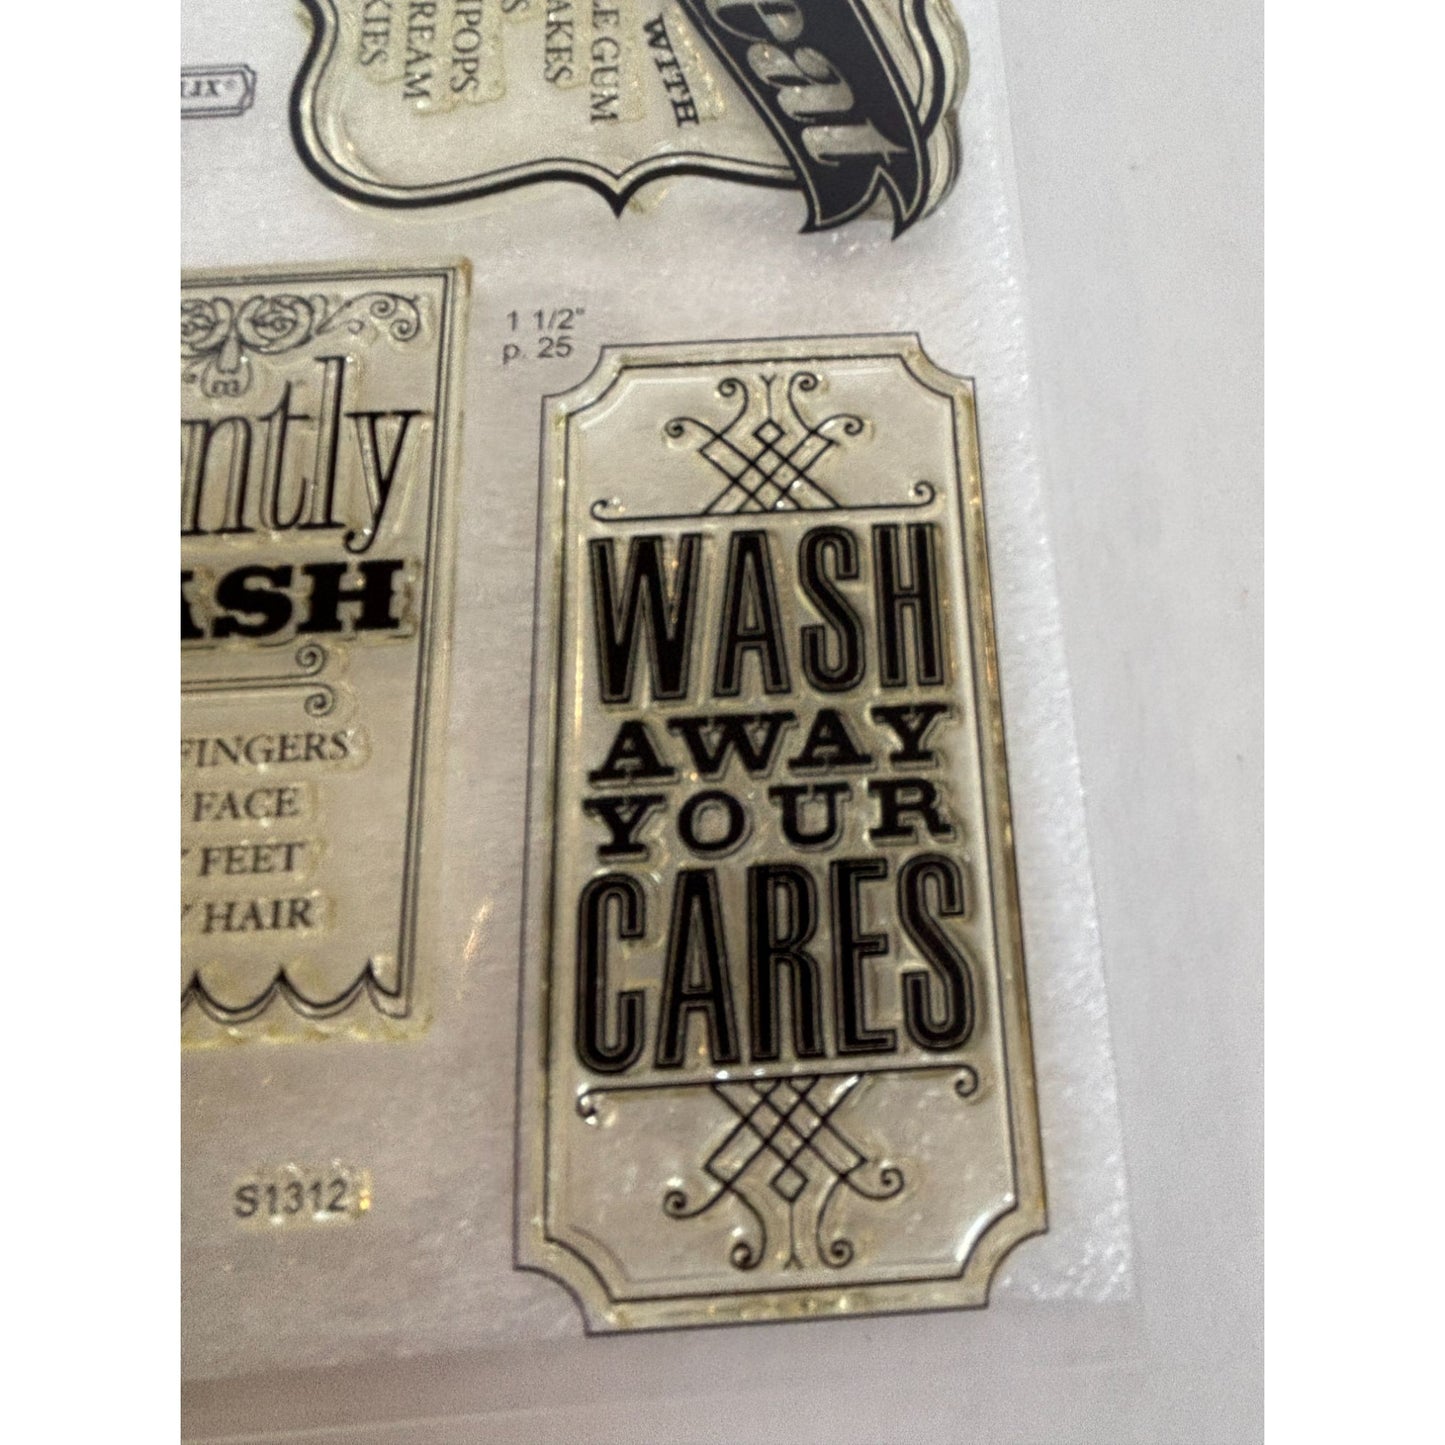 eat
WITH
LE GUM
AKES
S
IPOPS
REAM
KIES
1 1/2"
p. 25
ntly
ASH
FINGERS
FACE
Y FEET
Y HAIR
S1312
WASH
AWAY
YOUR
CARES